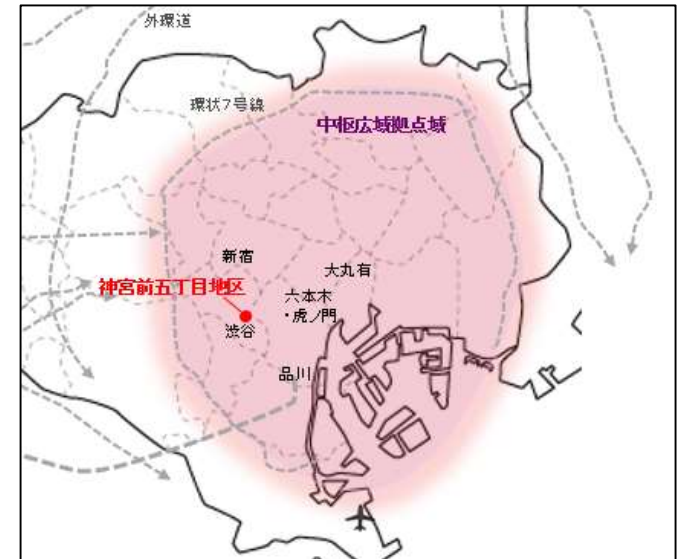 外環道
環状7号線
中枢広域拠点域
新宿
大丸有
神宮前五丁目地区
六本木
・虎ノ門
渋谷
品川